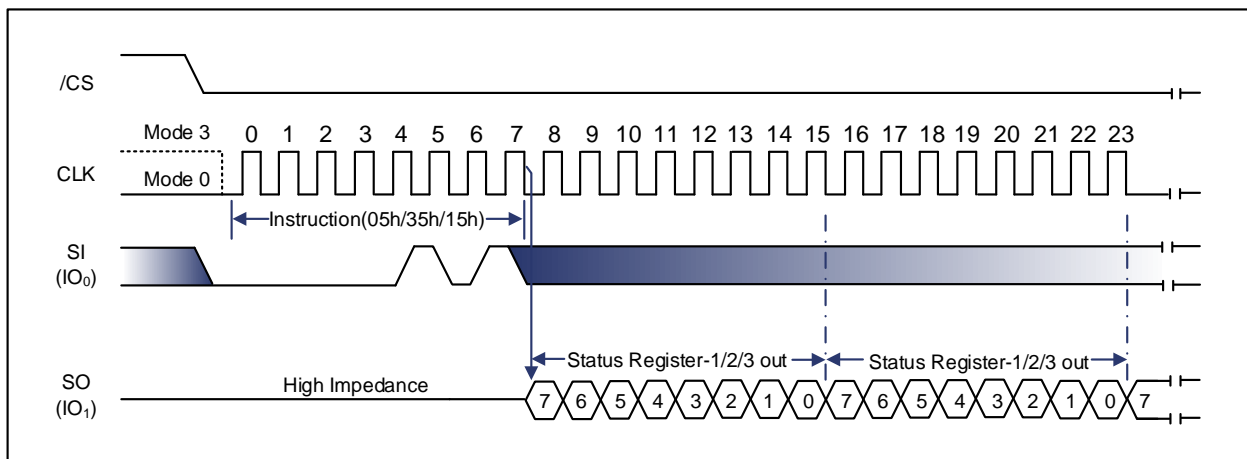 /CS
Mode 3
0 1 2 3 4 5 6 7 8 9 10 11 12 13 14 15 16 17 18 19 20 21 22 23
CLK
Mode 0
Instruction(05h/35h/15h)
SI
(IO₀)
Status Register-1/2/3 out Status Register-1/2/3 out
SO
(IO₁)
High Impedance
7 6 5 4 3 2 1 0 7 6 5 4 3 2 1 0 7